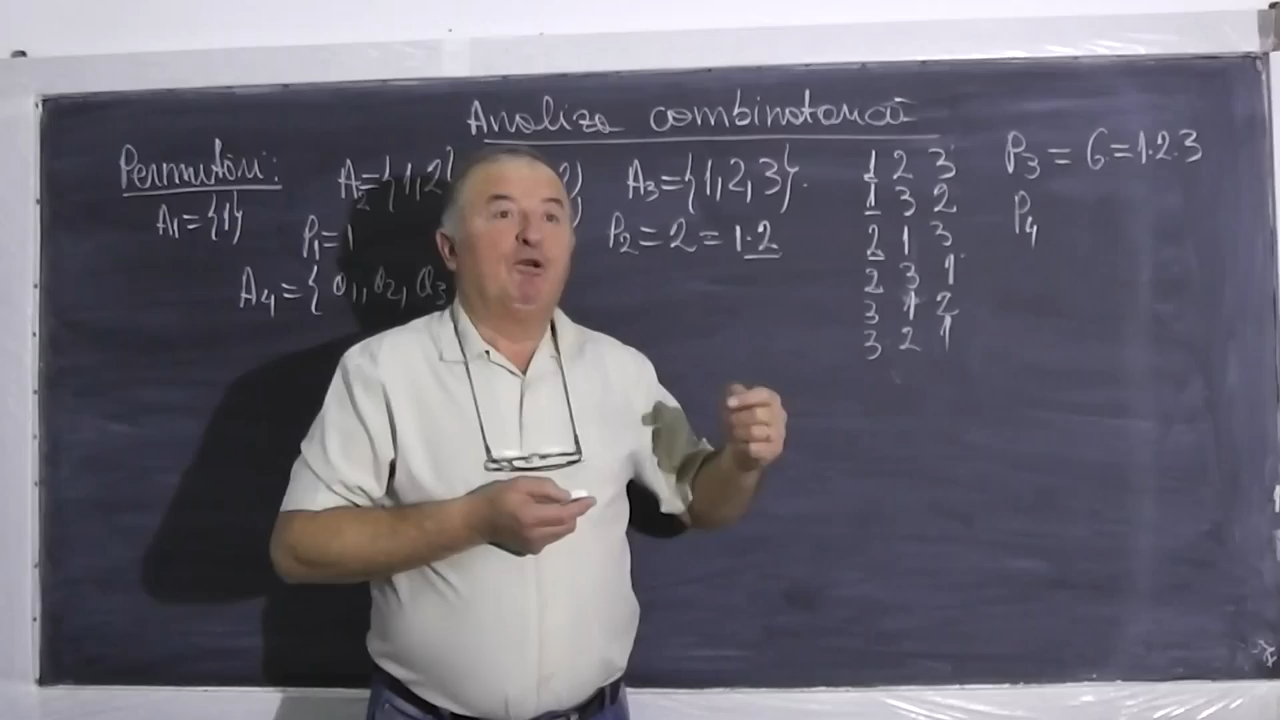 Analiza combinatorică
Permutări:
A₁={1}
A₂={1,2}
P₁=1
A₃={1,2,3}.
P₂=2=1·2
A₄={a₁,a₂,a₃
1 2 3
1 3 2
2 1 3
2 3 1
3 1 2
3 2 1
P₃=6=1·2·3
P₄